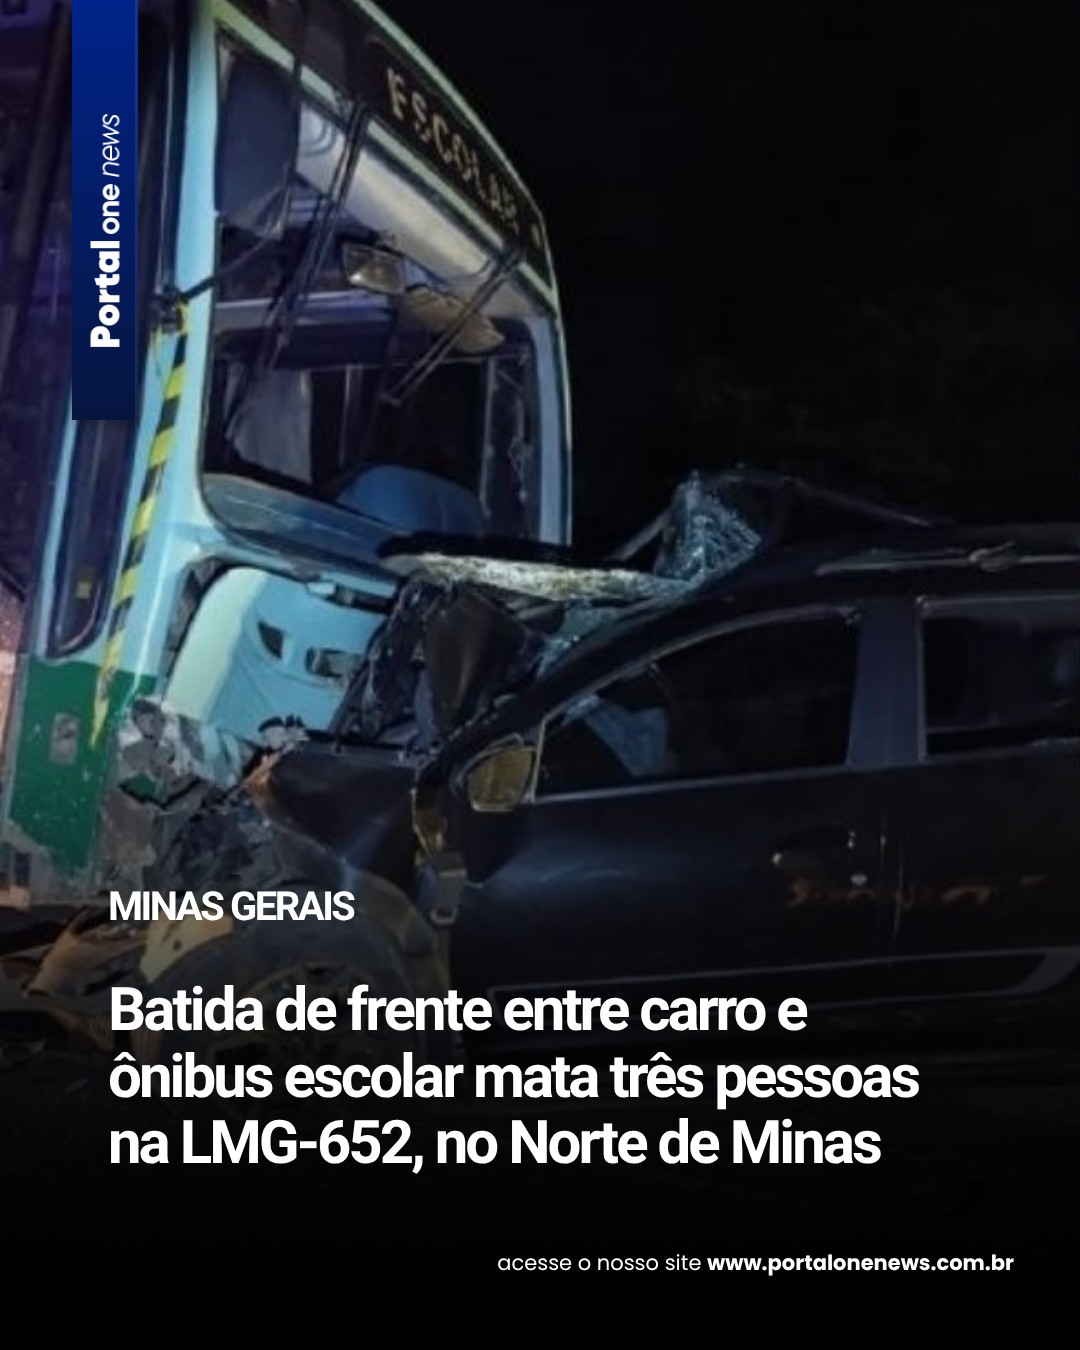 Portal one news
ESCOLAR
MINAS GERAIS
Batida de frente entre carro e
ônibus escolar mata três pessoas
na LMG-652, no Norte de Minas
acesse o nosso site www.portalonenews.com.br